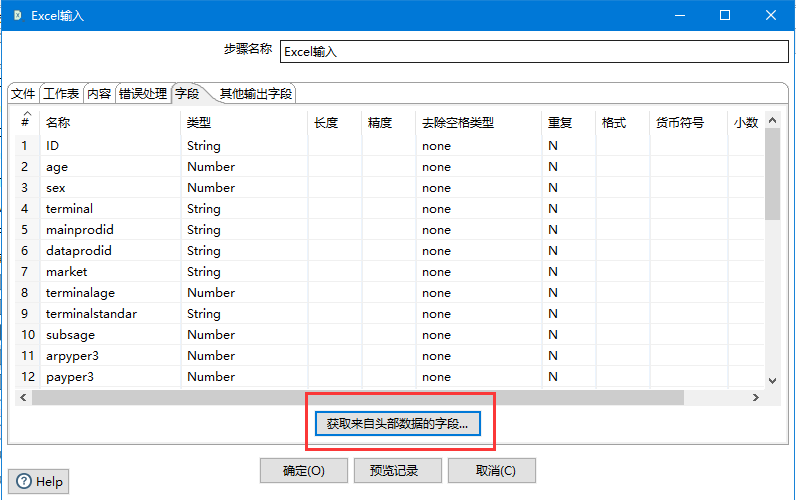 Excel输入
步骤名称 Excel输入
文件 工作表 内容 错误处理 字段 其他输出字段
# 名称 类型 长度 精度 去除空格类型 重复 格式 货币符号 小数
1 ID String none N
2 age Number none N
3 sex Number none N
4 terminal String none N
5 mainprodid String none N
6 dataprodid String none N
7 market String none N
8 terminalage Number none N
9 terminalstandar String none N
10 subsage Number none N
11 arpyper3 Number none N
12 payper3 Number none N
获取来自头部数据的字段...
确定(O) 预览记录 取消(C)
Help